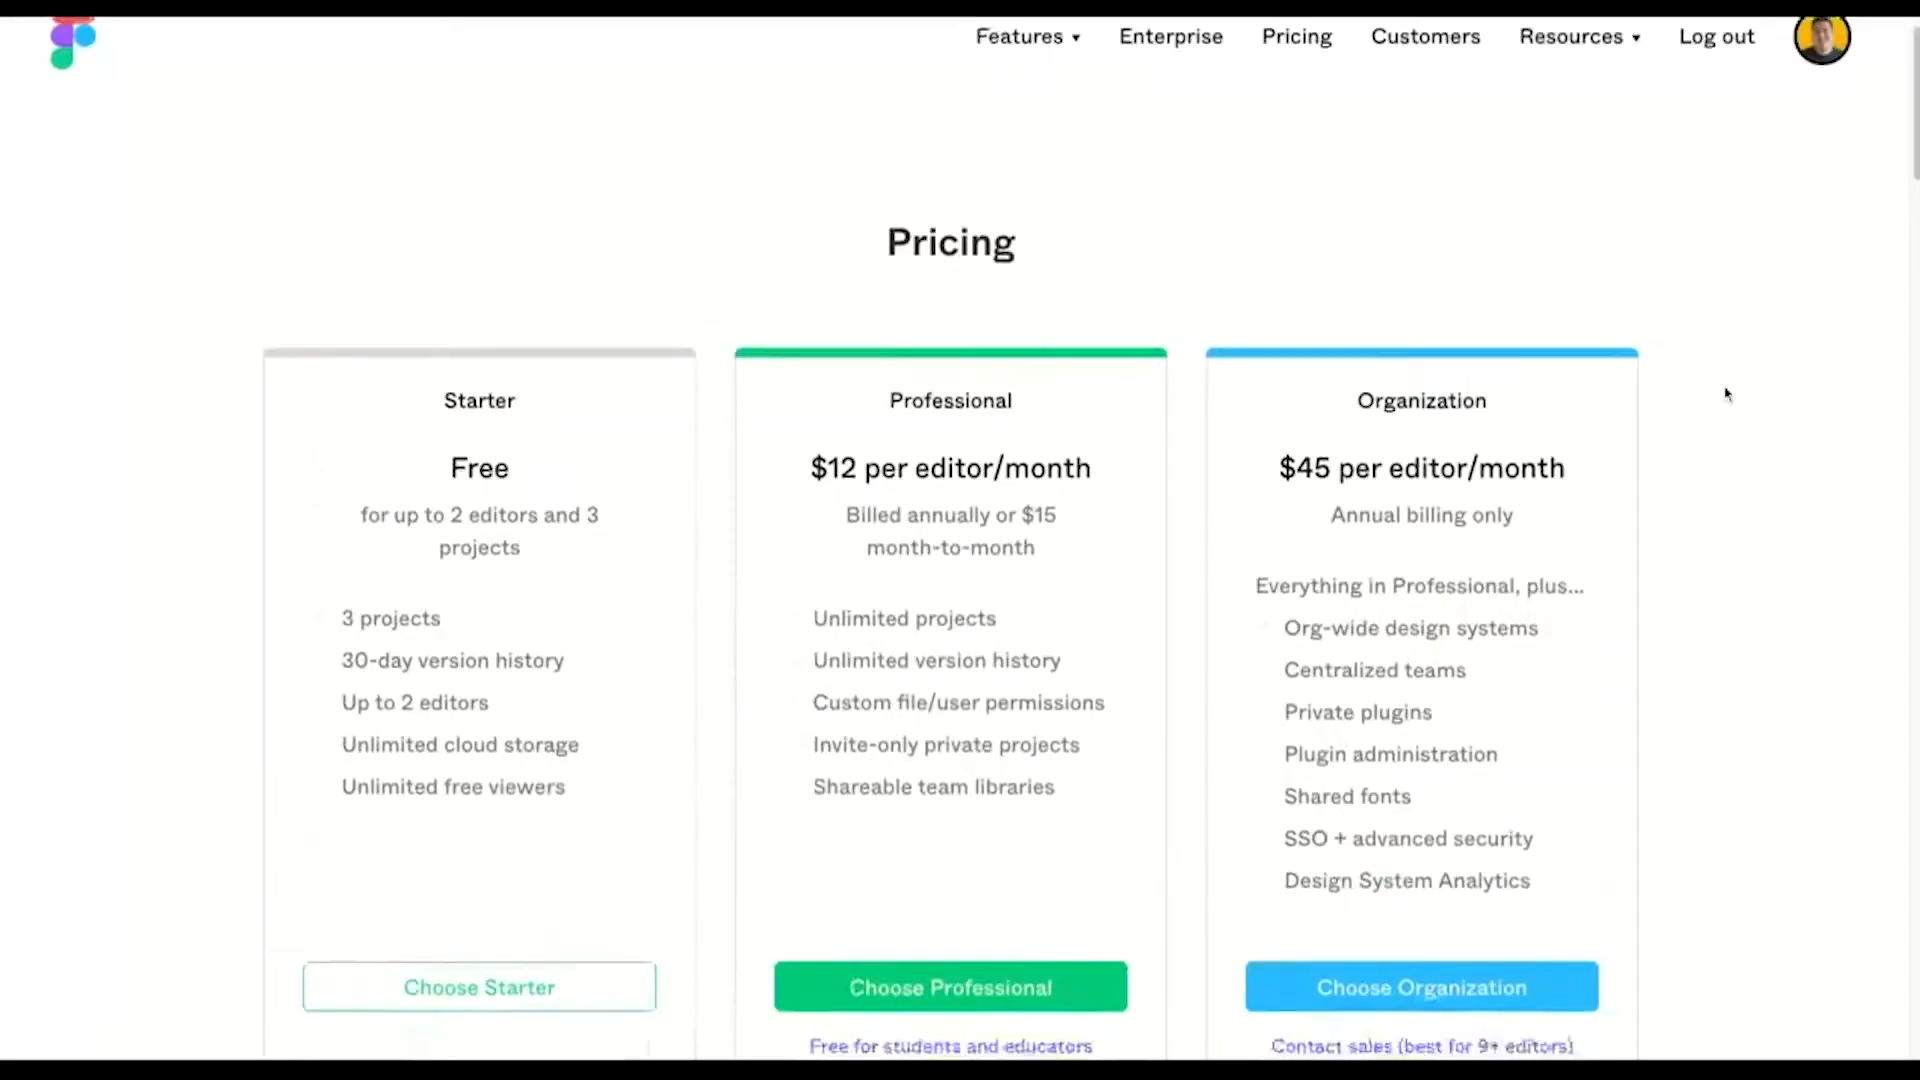 Features ▾ Enterprise Pricing Customers Resources ▾ Log out
Pricing
Starter
Free
for up to 2 editors and 3
projects
3 projects
30-day version history
Up to 2 editors
Unlimited cloud storage
Unlimited free viewers
Choose Starter
Professional
$12 per editor/month
Billed annually or $15
month-to-month
Unlimited projects
Unlimited version history
Custom file/user permissions
Invite-only private projects
Shareable team libraries
Choose Professional
Free for students and educators
Organization
$45 per editor/month
Annual billing only
Everything in Professional, plus...
Org-wide design systems
Centralized teams
Private plugins
Plugin administration
Shared fonts
SSO + advanced security
Design System Analytics
Choose Organization
Contact sales (best for 9+ editors)